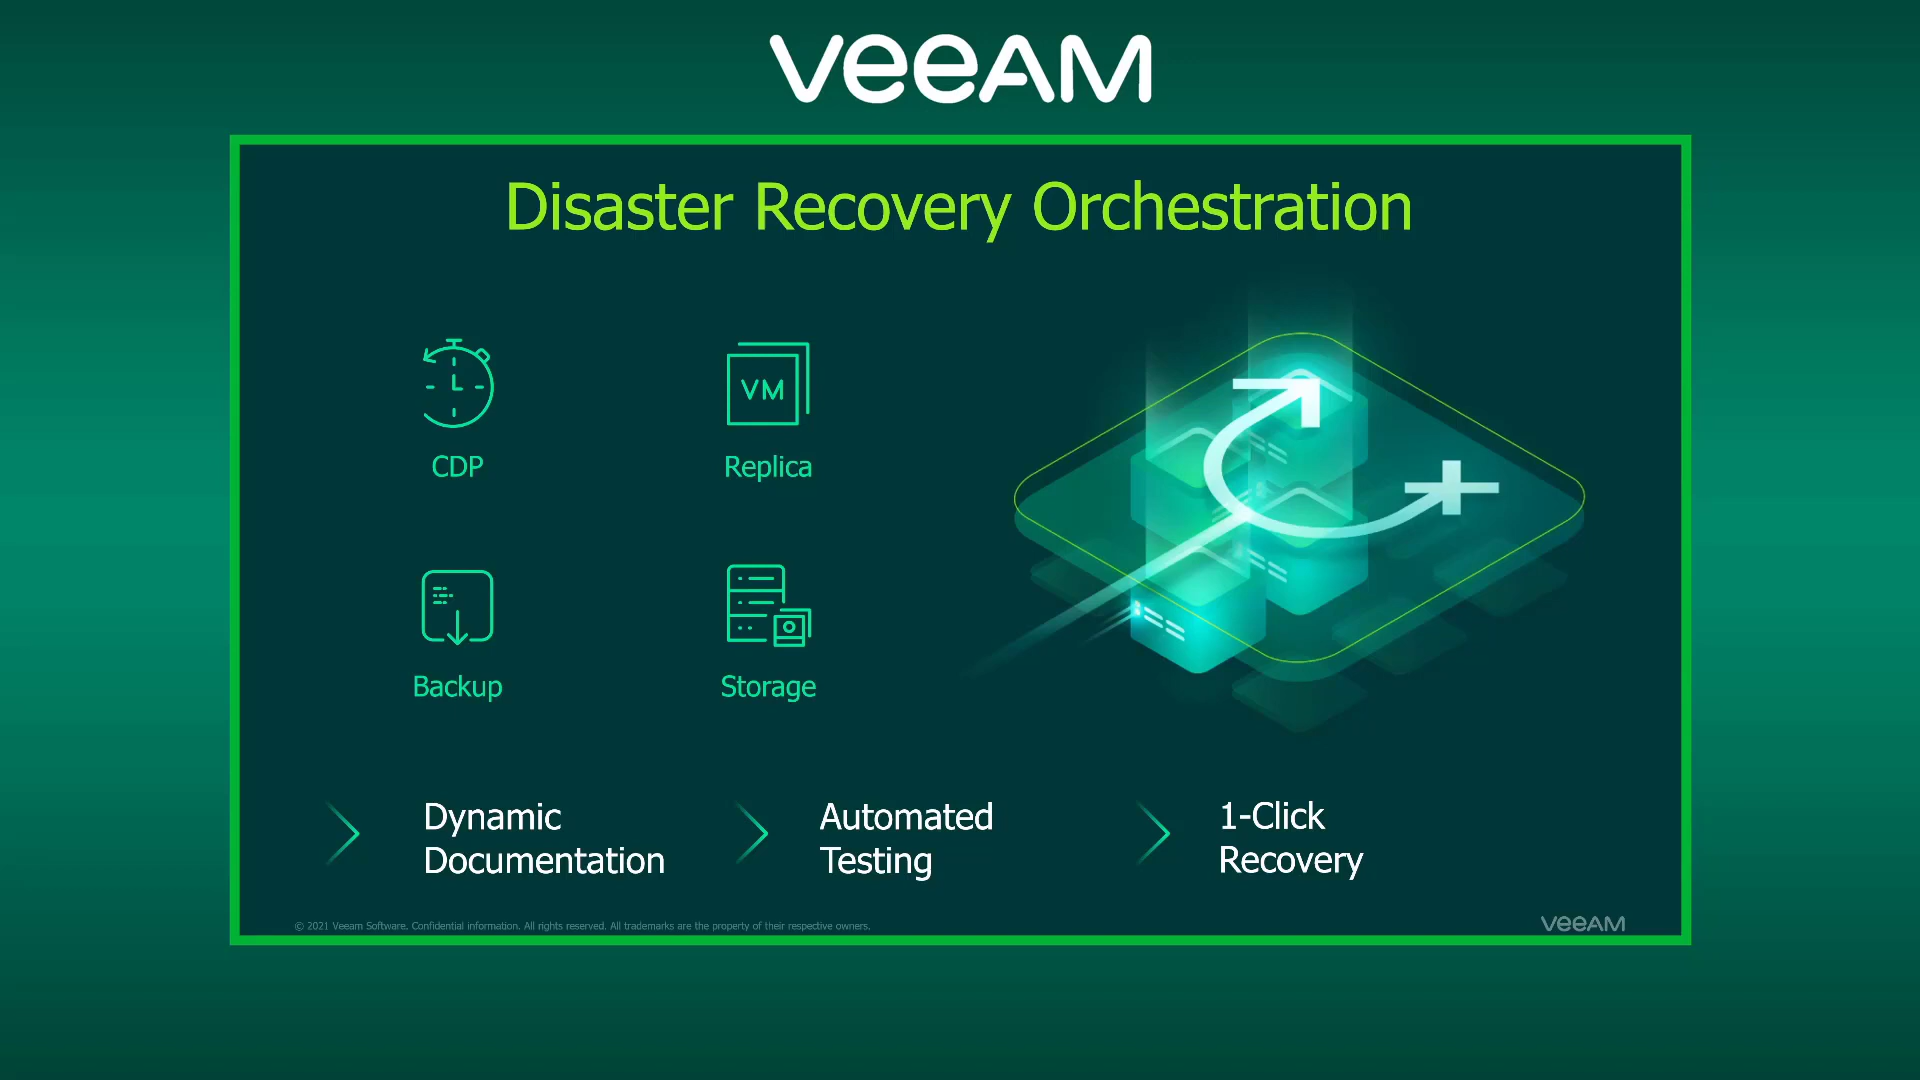 veeAM
Disaster Recovery Orchestration
CDP
VM
Replica
Backup
Storage
Dynamic
Documentation
Automated
Testing
1-Click
Recovery
© 2021 Veeam Software. Confidential information. All rights reserved. All trademarks are the property of their respective owners.
veeAM